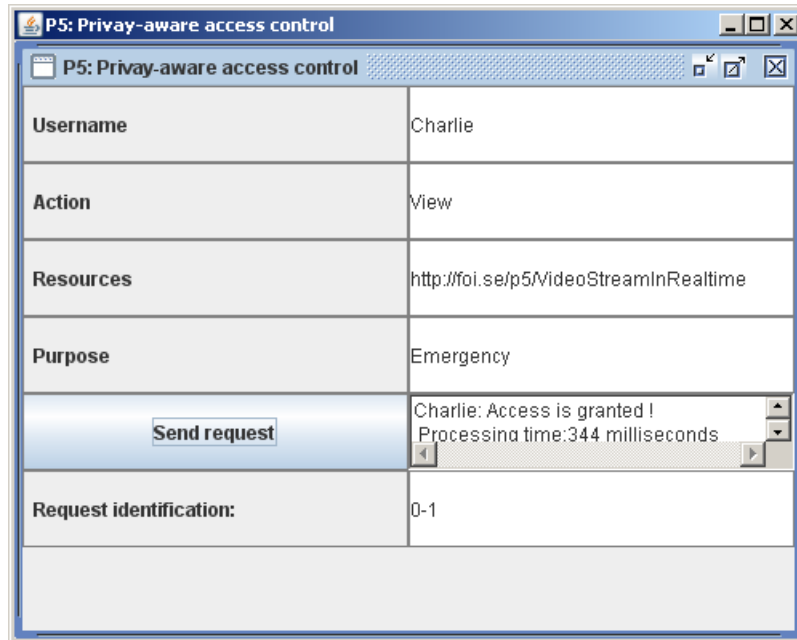 P5: Privay-aware access control
P5: Privay-aware access control
Username
Charlie
Action
View
Resources
http://foi.se/p5/VideoStreamInRealtime
Purpose
Emergency
Send request
Charlie: Access is granted !
Processing time:344 milliseconds
Request identification:
0-1